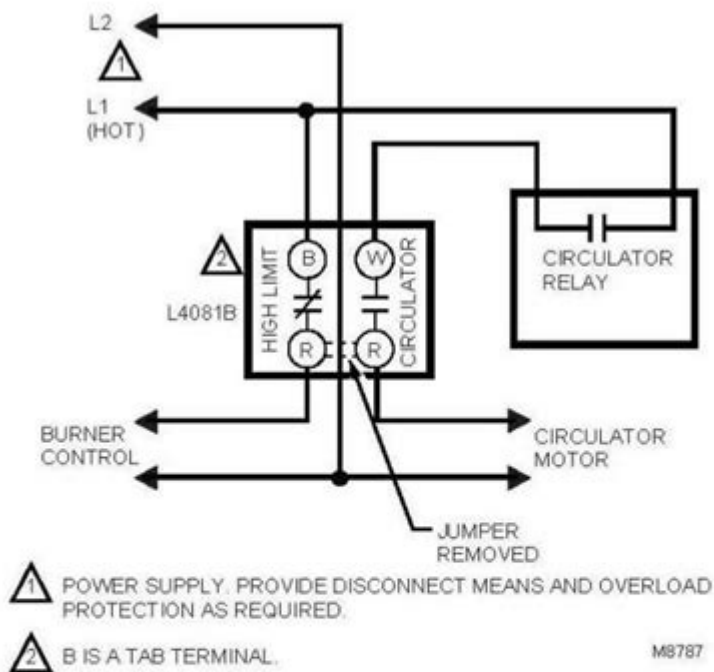 L2
1
L1
(HOT)
2
B
W
HIGH LIMIT
CIRCULATOR
L4081B
R
R
CIRCULATOR
RELAY
BURNER
CONTROL
CIRCULATOR
MOTOR
JUMPER
REMOVED
1 POWER SUPPLY. PROVIDE DISCONNECT MEANS AND OVERLOAD
PROTECTION AS REQUIRED.
2 B IS A TAB TERMINAL.
M8787